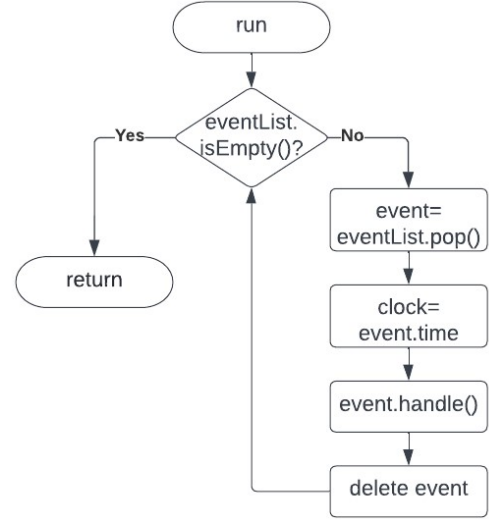 run
eventList.
isEmpty()?
Yes
No
event=
eventList.pop()
return
clock=
event.time
event.handle()
delete event